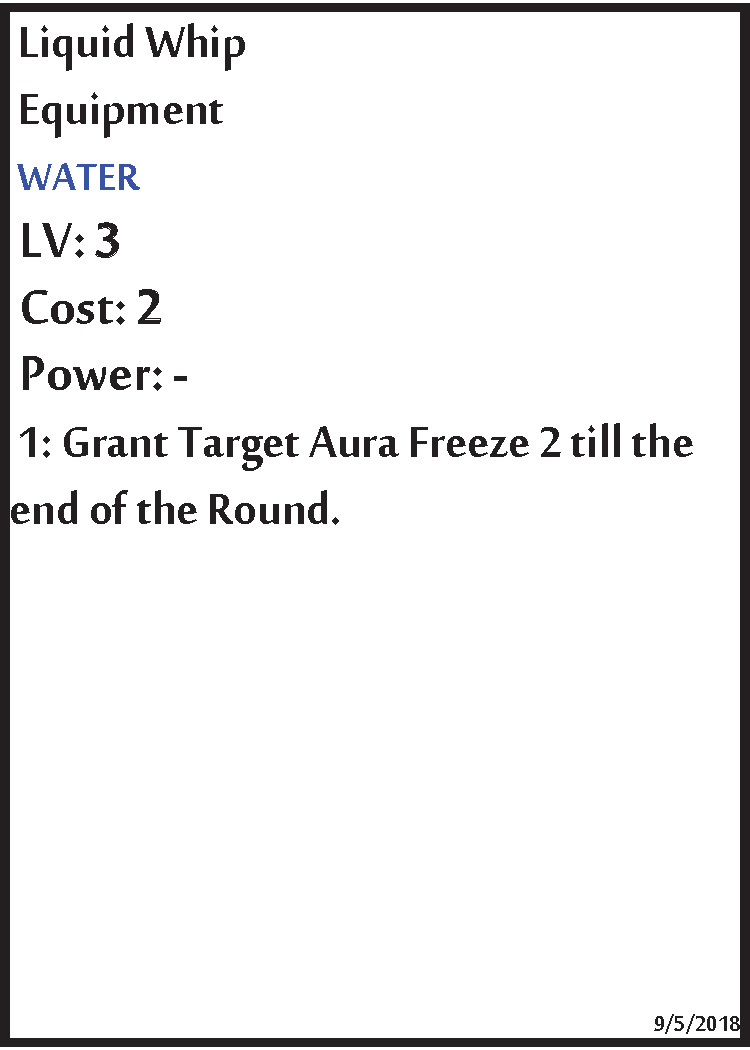 Liquid Whip
Equipment
WATER
LV: 3
Cost: 2
Power: -
1: Grant Target Aura Freeze 2 till the
end of the Round.
9/5/2018